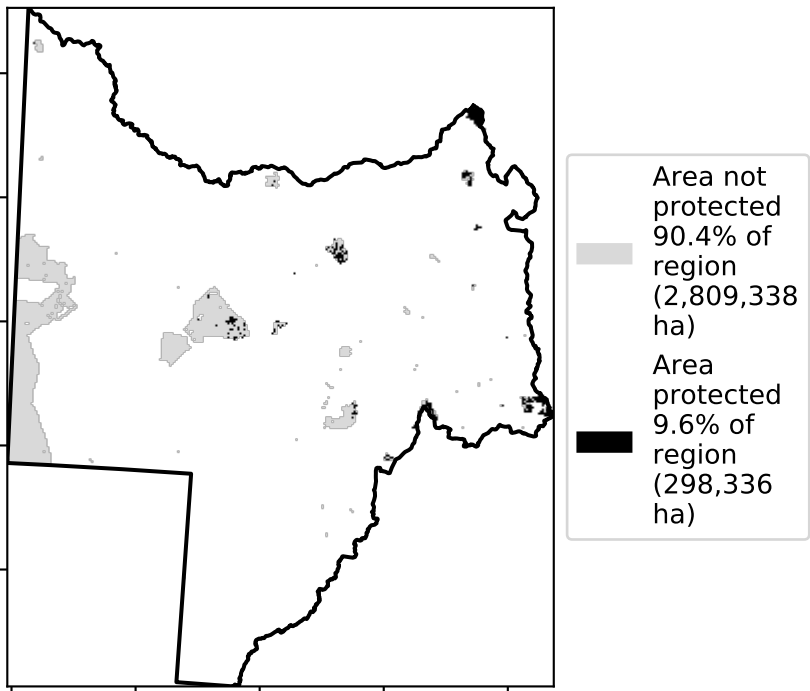 Area not
protected
90.4% of
region
(2,809,338
ha)
Area
protected
9.6% of
region
(298,336
ha)